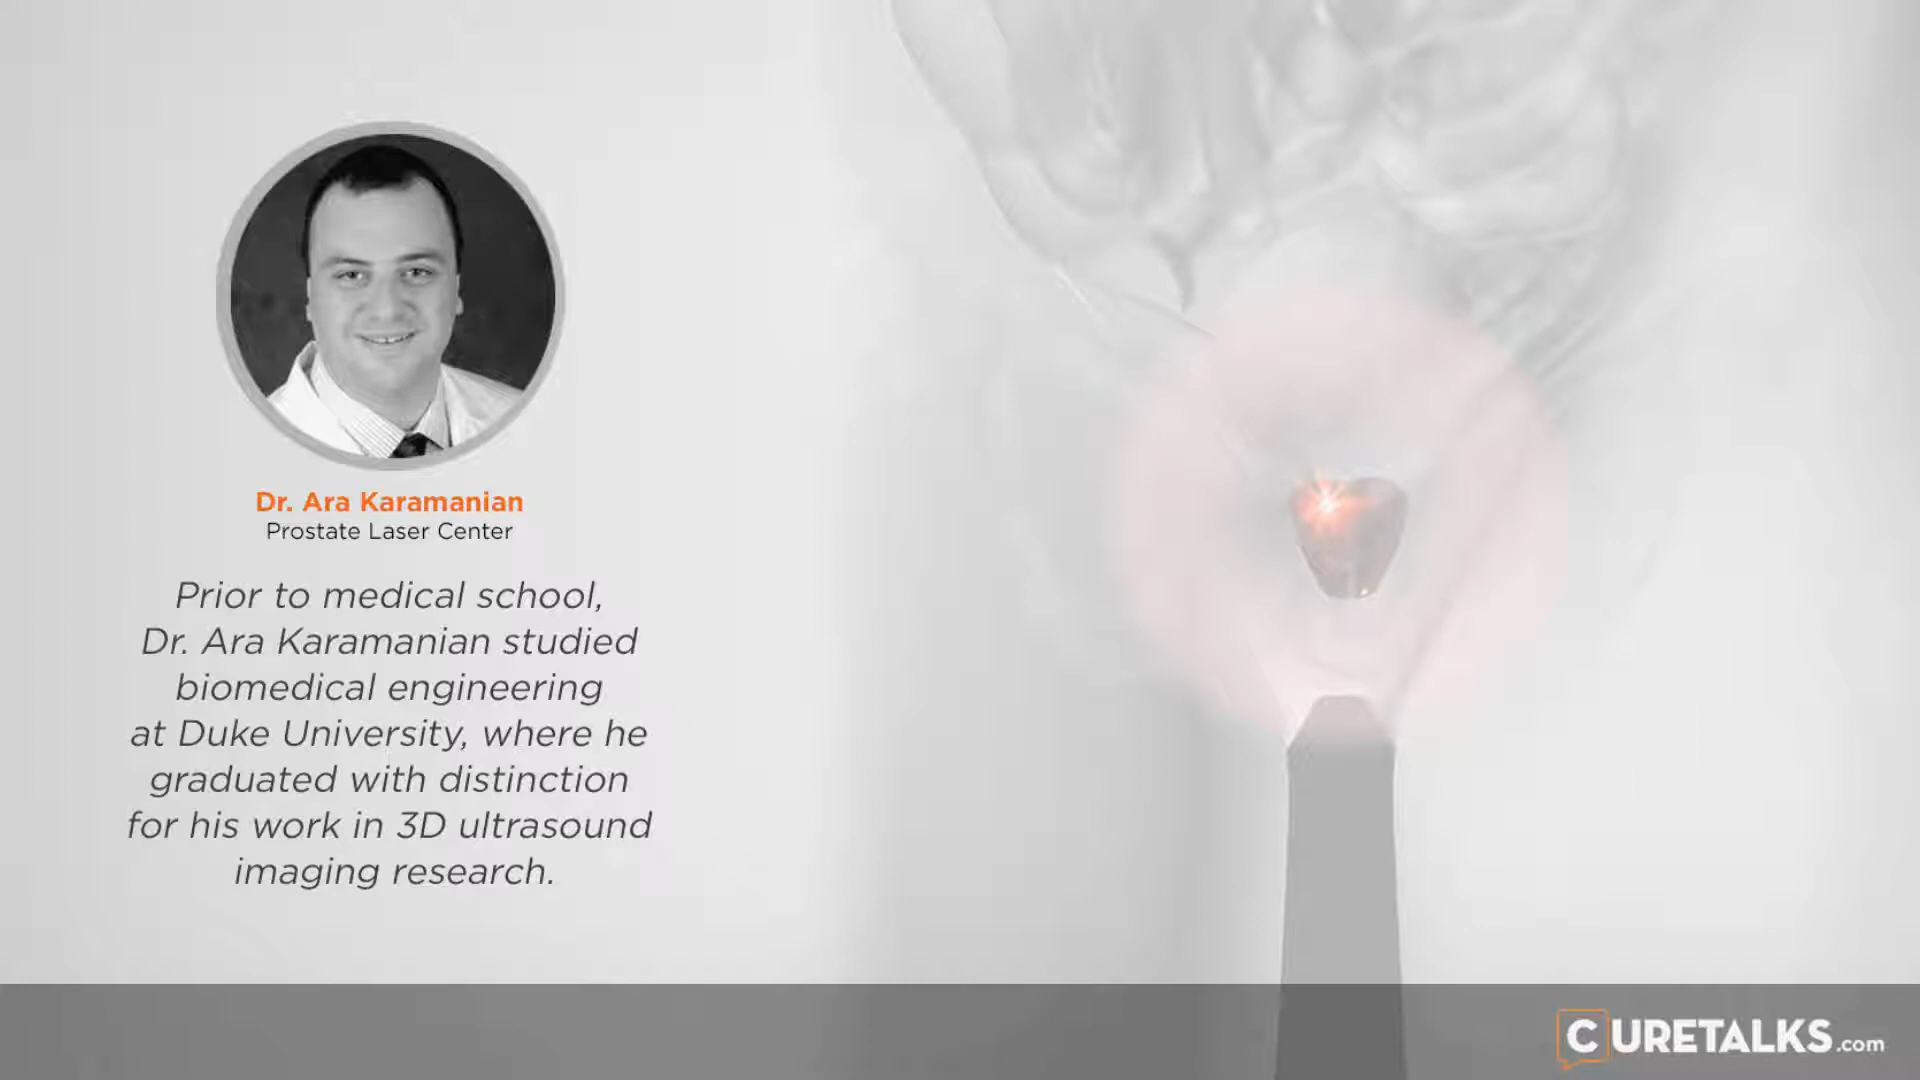 Dr. Ara Karamanian
Prostate Laser Center
Prior to medical school,
Dr. Ara Karamanian studied
biomedical engineering
at Duke University, where he
graduated with distinction
for his work in 3D ultrasound
imaging research.
CURETALKS.com